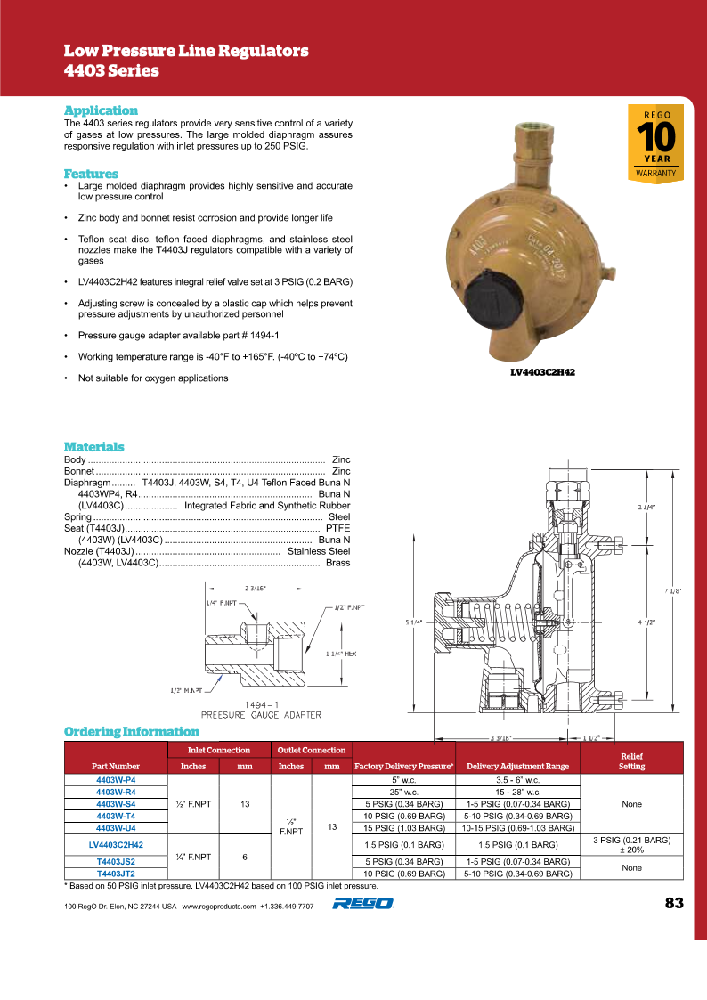 Low Pressure Line Regulators
4403 Series
Application
The 4403 series regulators provide very sensitive control of a variety
of gases at low pressures. The large molded diaphragm assures
responsive regulation with inlet pressures up to 250 PSIG.
REGO
10
YEAR
WARRANTY
Features
• Large molded diaphragm provides highly sensitive and accurate
low pressure control
• Zinc body and bonnet resist corrosion and provide longer life
• Teflon seat disc, teflon faced diaphragms, and stainless steel
nozzles make the T4403J regulators compatible with a variety of
gases
• LV4403C2H42 features integral relief valve set at 3 PSIG (0.2 BARG)
• Adjusting screw is concealed by a plastic cap which helps prevent
pressure adjustments by unauthorized personnel
• Pressure gauge adapter available part # 1494-1
• Working temperature range is -40°F to +165°F. (-40ºC to +74ºC)
• Not suitable for oxygen applications
4403
Date 04-201
LV4403C2H42
Materials
Body ........ Zinc
Bonnet ........ Zinc
Diaphragm ......... T4403J, 4403W, S4, T4, U4 Teflon Faced Buna N
4403WP4, R4 ........ Buna N
(LV4403C) .................... Integrated Fabric and Synthetic Rubber
Spring ........ Steel
Seat (T4403J) ........ PTFE
(4403W) (LV4403C) ........ Buna N
Nozzle (T4403J) ........ Stainless Steel
(4403W, LV4403C) ........ Brass
2 3/16"
1/4" F.NPT
1/2" F.NPT
1 1/4" HEX
1/2" M.NPT
1494-1
PREESURE GAUGE ADAPTER
2 1/4"
7 1/8"
5 1/4"
4 1/2"
3 3/16"
1 1/2"
Ordering Information
Part Number Inlet Connection Outlet Connection Factory Delivery Pressure* Delivery Adjustment Range Relief Setting
Inches mm Inches mm
4403W-P4 5” w.c. 3.5 - 6” w.c.
4403W-R4 25” w.c. 15 - 28” w.c.
4403W-S4 ½” F.NPT 13 5 PSIG (0.34 BARG) 1-5 PSIG (0.07-0.34 BARG) None
4403W-T4 10 PSIG (0.69 BARG) 5-10 PSIG (0.34-0.69 BARG)
4403W-U4 ½” F.NPT 13 15 PSIG (1.03 BARG) 10-15 PSIG (0.69-1.03 BARG)
LV4403C2H42 ¼” F.NPT 6 1.5 PSIG (0.1 BARG) 1.5 PSIG (0.1 BARG) 3 PSIG (0.21 BARG) ± 20%
T4403JS2 5 PSIG (0.34 BARG) 1-5 PSIG (0.07-0.34 BARG) None
T4403JT2 10 PSIG (0.69 BARG) 5-10 PSIG (0.34-0.69 BARG)
* Based on 50 PSIG inlet pressure. LV4403C2H42 based on 100 PSIG inlet pressure.
100 RegO Dr. Elon, NC 27244 USA www.regoproducts.com +1.336.449.7707 REGO 83